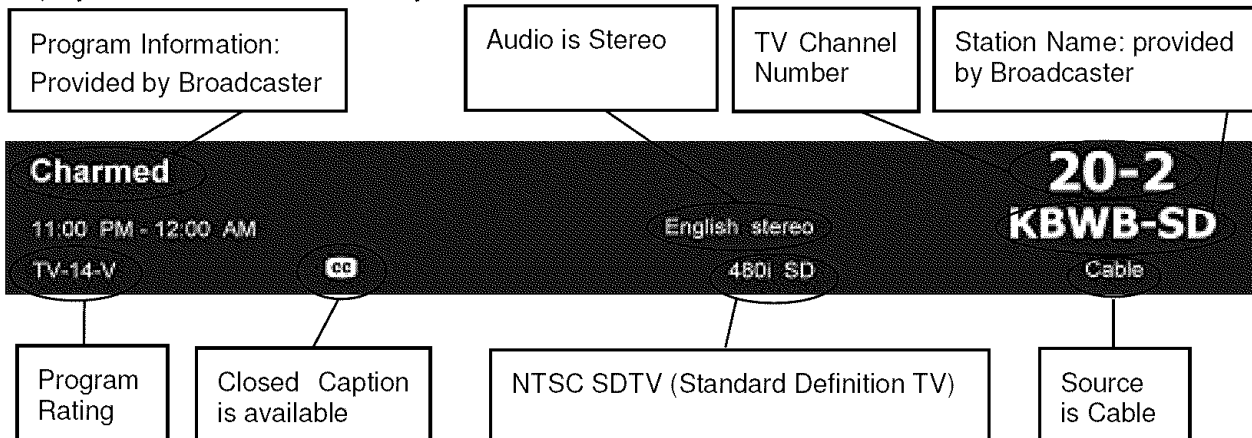 Program Information:
Provided by Broadcaster
Audio is Stereo
TV Channel
Number
Station Name: provided
by Broadcaster
Charmed
20-2
11:00 PM - 12:00 AM
English stereo
KBWB-SD
TV-14-V
cc
480i SD
Cable
Program
Rating
Closed Caption
is available
NTSC SDTV (Standard Definition TV)
Source
is Cable